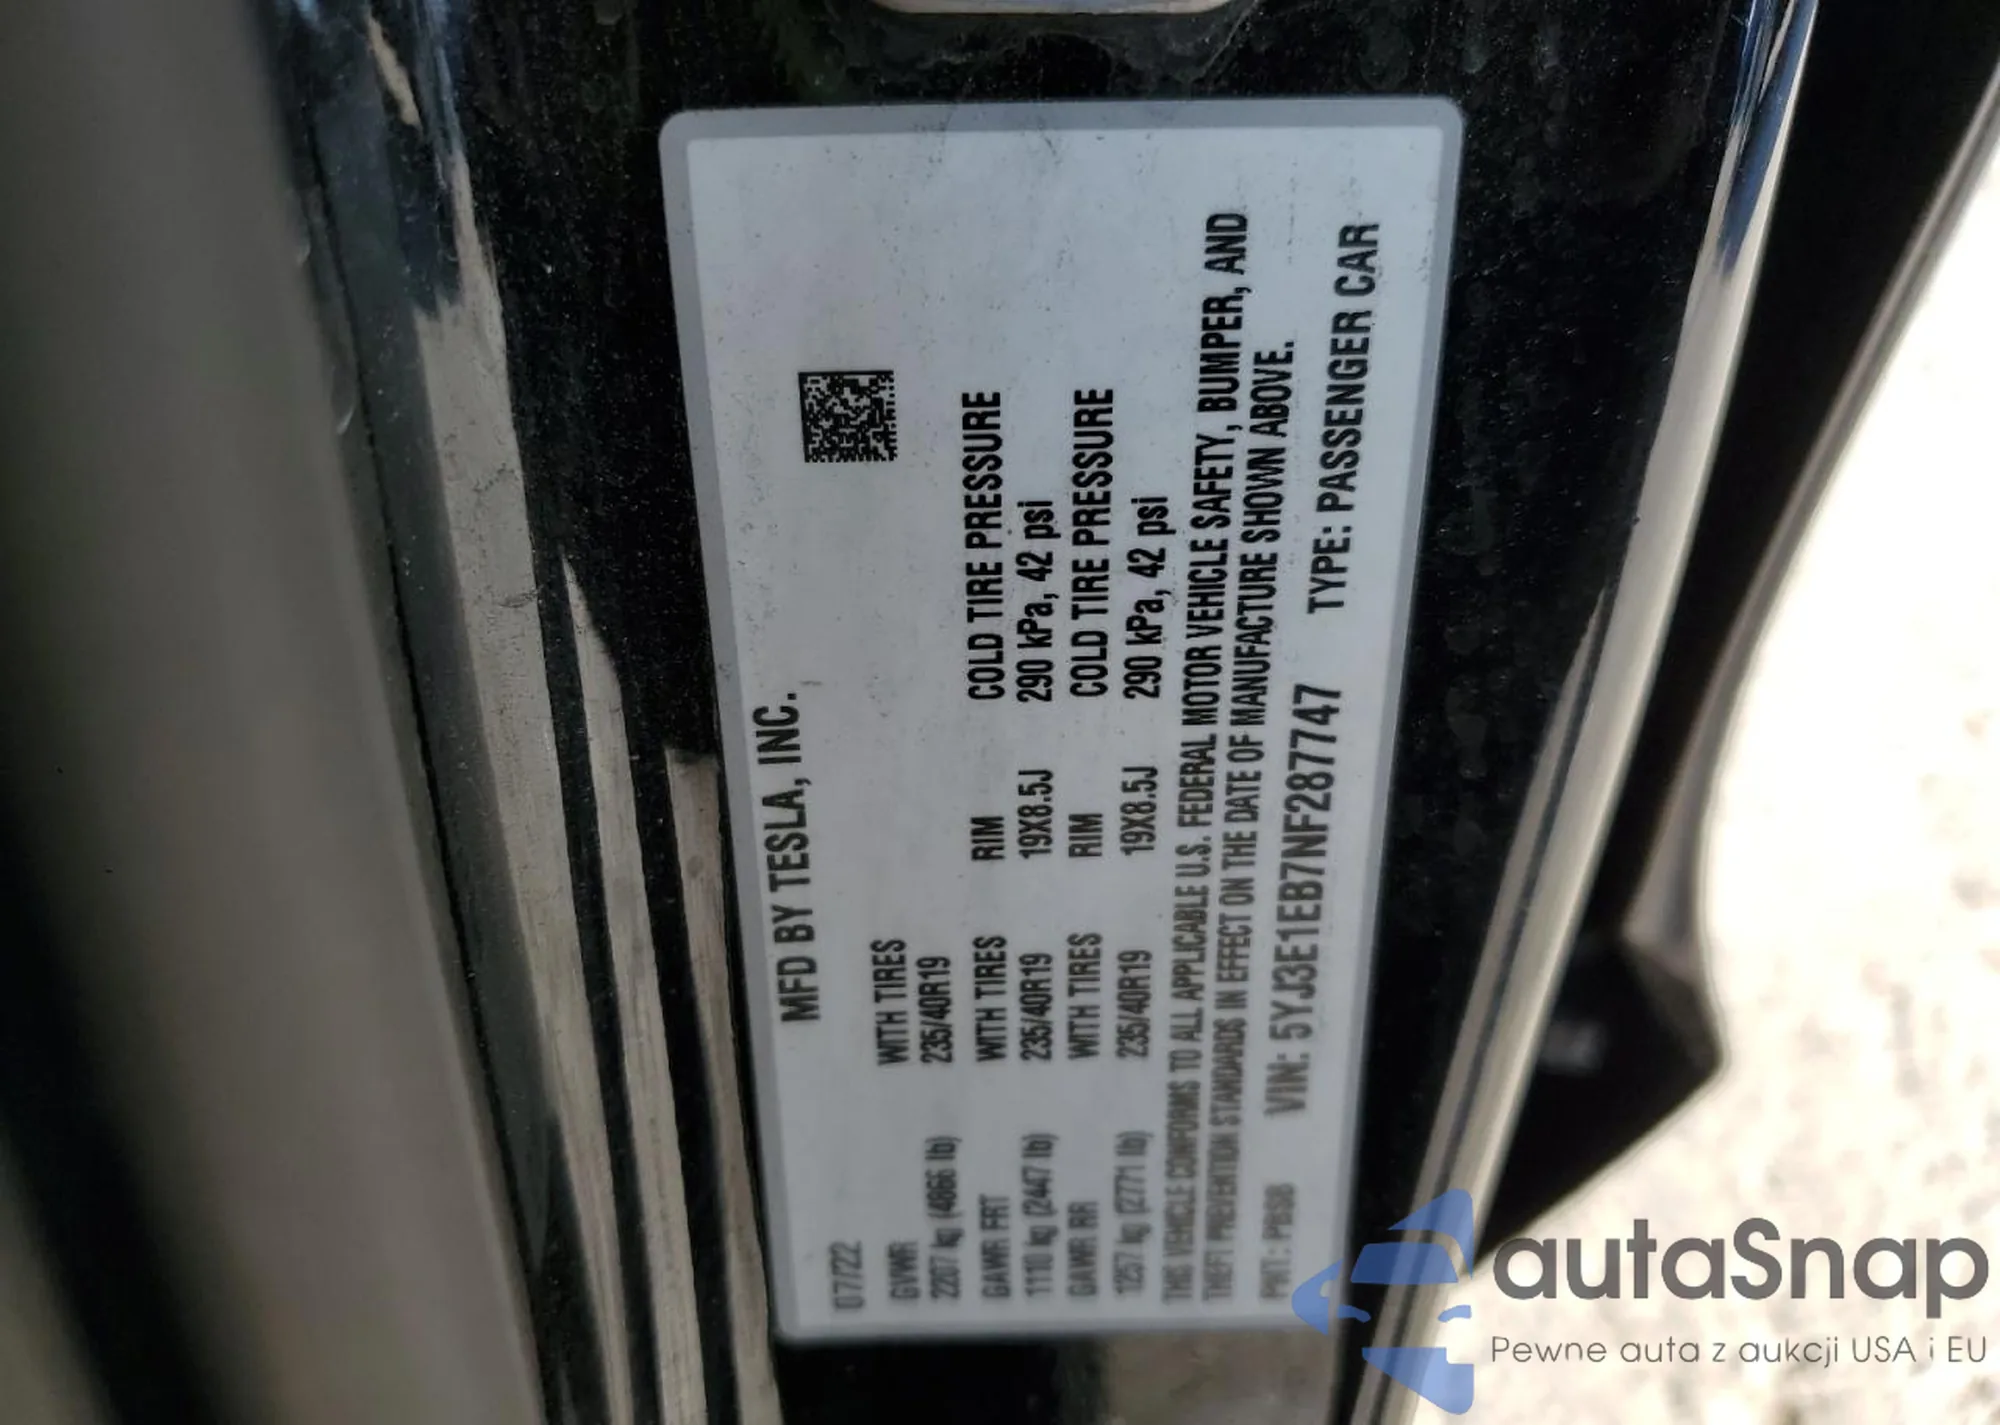 MFD BY TESLA, INC.
07/22
GVWR WITH TIRES
2207 kg (4866 lb) 235/40R19
GAWR FRT WITH TIRES RIM COLD TIRE PRESSURE
1110 kg (2447 lb) 235/40R19 19X8.5J 290 kPa, 42 psi
GAWR RR WITH TIRES RIM COLD TIRE PRESSURE
1257 kg (2771 lb) 235/40R19 19X8.5J 290 kPa, 42 psi
THIS VEHICLE CONFORMS TO ALL APPLICABLE U.S. FEDERAL MOTOR VEHICLE SAFETY, BUMPER, AND
THEFT PREVENTION STANDARDS IN EFFECT ON THE DATE OF MANUFACTURE SHOWN ABOVE.
PNT: PBSB VIN: 5YJ3E1EB7NF287747 TYPE: PASSENGER CAR
autaSnap
Pewne auta z aukcji USA i EU